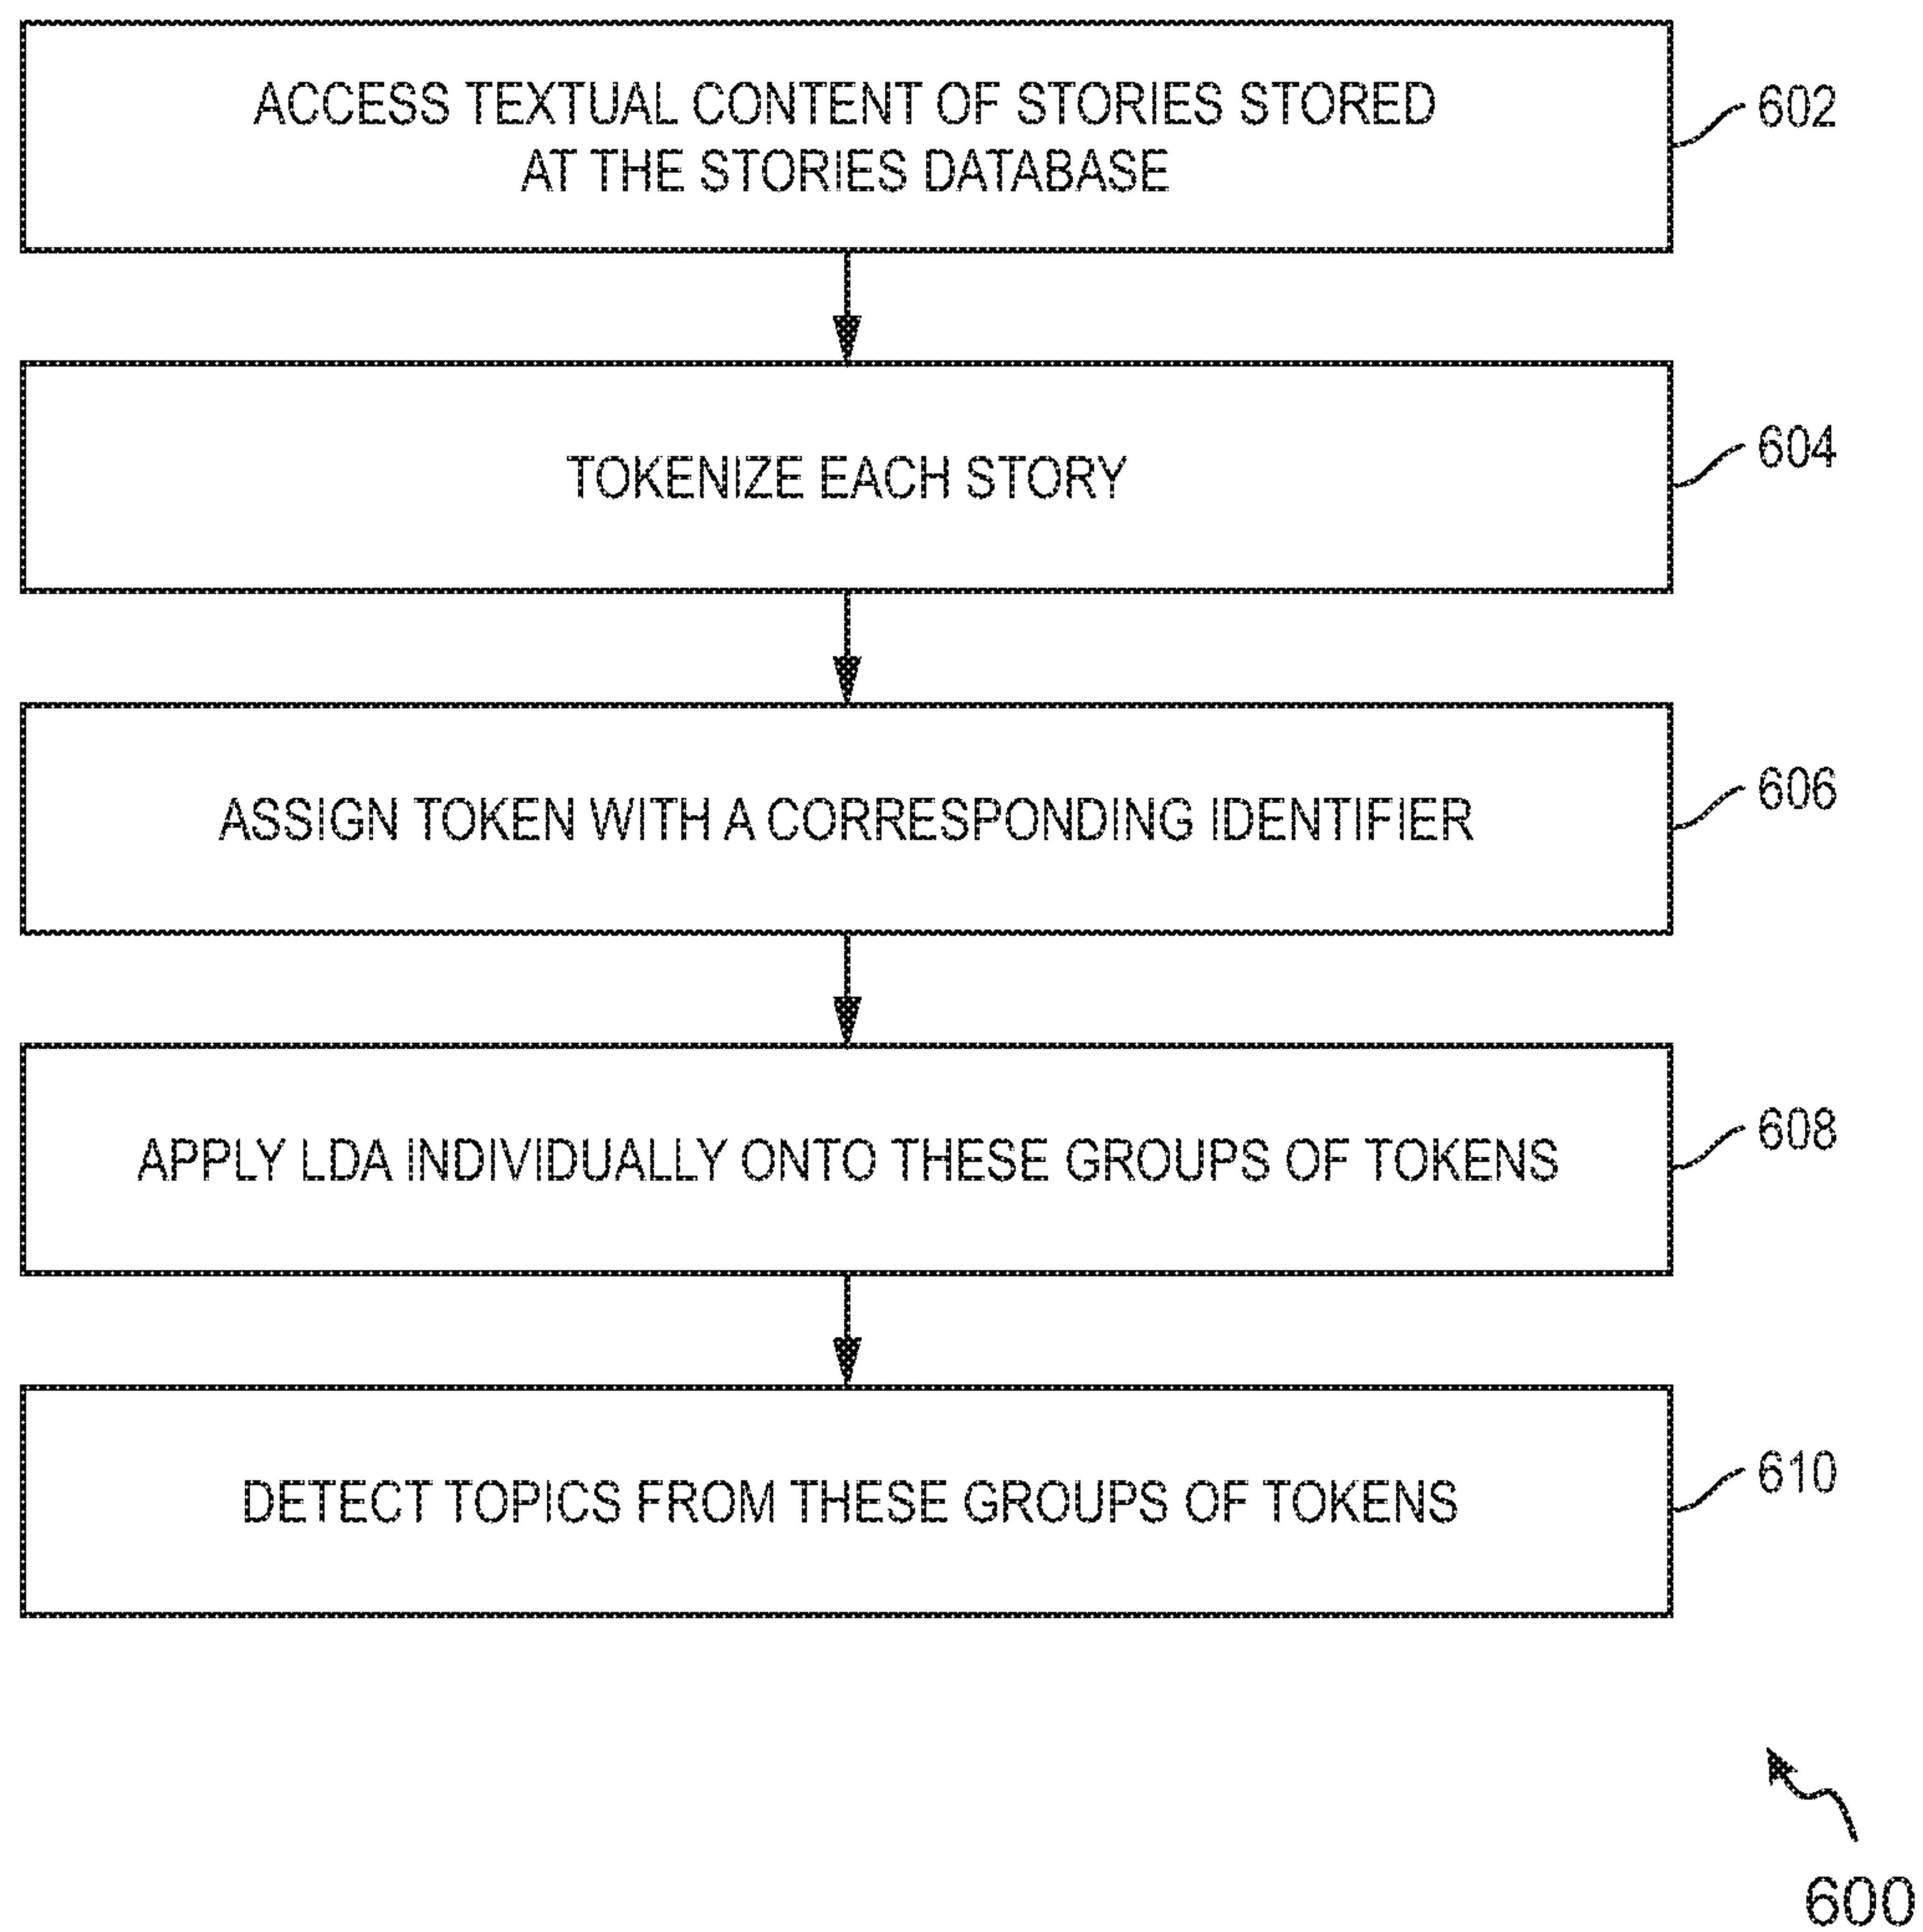 ACCESS TEXTUAL CONTENT OF STORIES STORED
AT THE STORIES DATABASE
602
TOKENIZE EACH STORY
604
ASSIGN TOKEN WITH A CORRESPONDING IDENTIFIER
606
APPLY LDA INDIVIDUALLY ONTO THESE GROUPS OF TOKENS
608
DETECT TOPICS FROM THESE GROUPS OF TOKENS
610
600